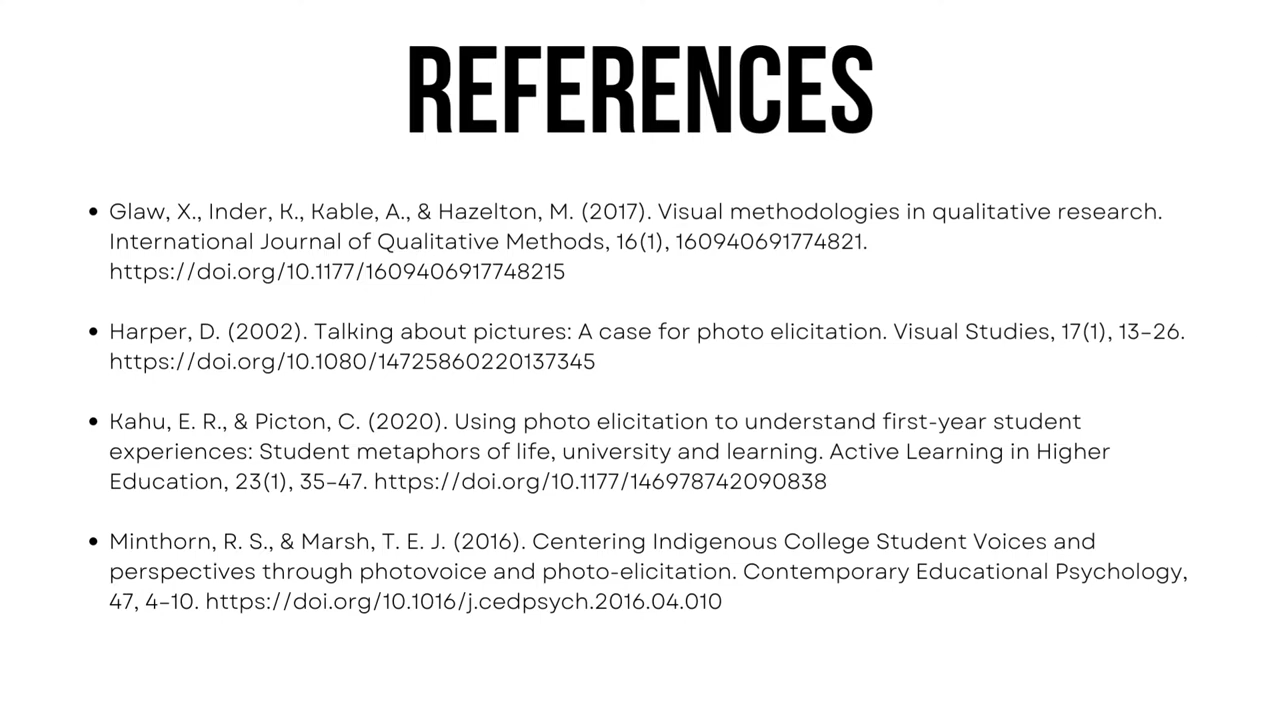 REFERENCES
• Glaw, X., Inder, K., Kable, A., & Hazelton, M. (2017). Visual methodologies in qualitative research.
International Journal of Qualitative Methods, 16(1), 160940691774821.
https://doi.org/10.1177/1609406917748215
• Harper, D. (2002). Talking about pictures: A case for photo elicitation. Visual Studies, 17(1), 13–26.
https://doi.org/10.1080/14725860220137345
• Kahu, E. R., & Picton, C. (2020). Using photo elicitation to understand first-year student
experiences: Student metaphors of life, university and learning. Active Learning in Higher
Education, 23(1), 35–47. https://doi.org/10.1177/146978742090838
• Minthorn, R. S., & Marsh, T. E. J. (2016). Centering Indigenous College Student Voices and
perspectives through photovoice and photo-elicitation. Contemporary Educational Psychology,
47, 4–10. https://doi.org/10.1016/j.cedpsych.2016.04.010